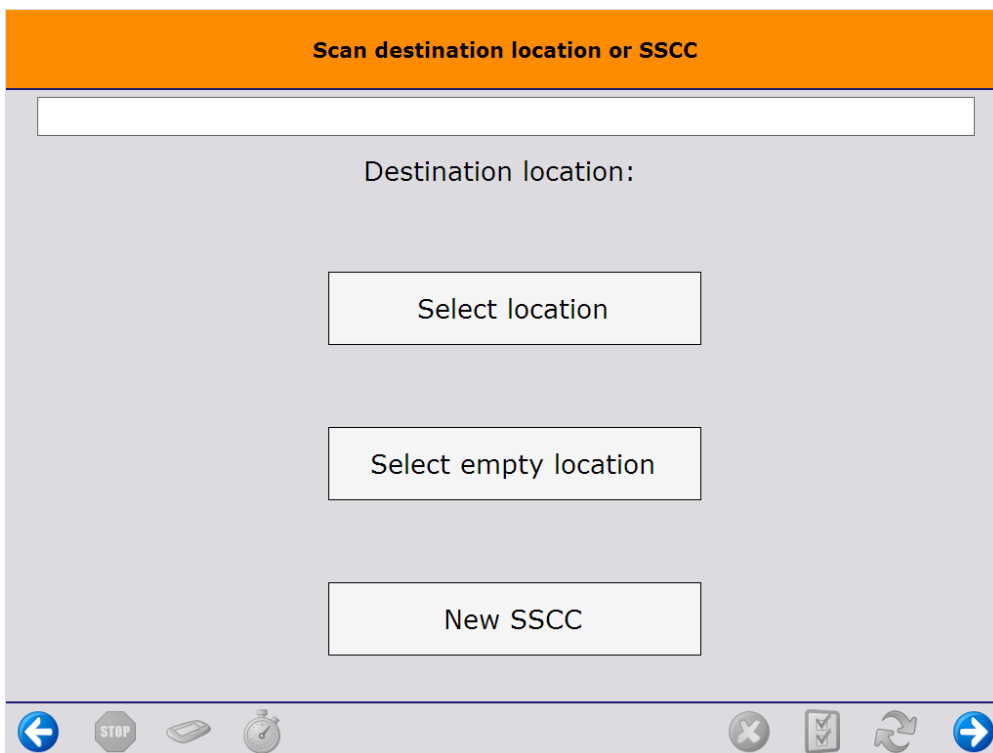 Scan destination location or SSCC
Destination location:
Select location
Select empty location
New SSCC
STOP